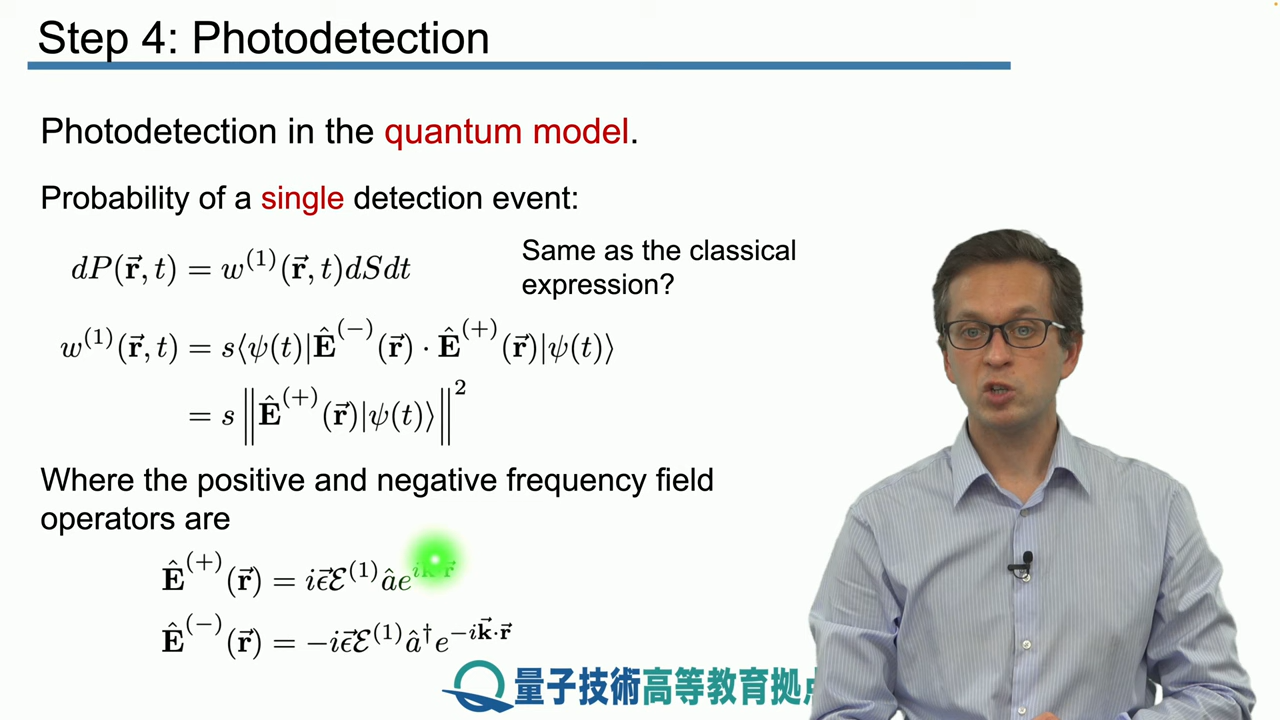 Step 4: Photodetection
Photodetection in the quantum model.
Probability of a single detection event:
dP(r⃗, t) = w⁽¹⁾(r⃗, t)dSdt
Same as the classical
expression?
w⁽¹⁾(r⃗, t) = s⟨ψ(t)|Ê⁽⁻⁾(r⃗) · Ê⁽⁺⁾(r⃗)|ψ(t)⟩
= s ‖Ê⁽⁺⁾(r⃗)|ψ(t)⟩‖²
Where the positive and negative frequency field
operators are
Ê⁽⁺⁾(r⃗) = iϵ⃗ℰ⁽¹⁾âe^{ik⃗·r⃗}
Ê⁽⁻⁾(r⃗) = −iϵ⃗ℰ⁽¹⁾â†e^{−ik⃗·r⃗}
量子技術高等教育拠